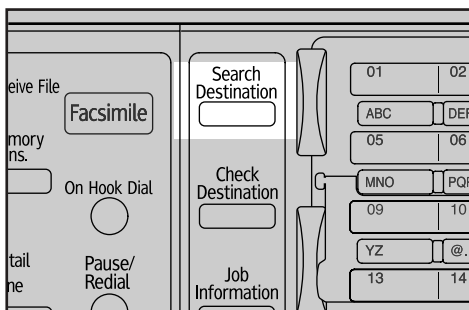 eive File
Facsimile
mory
ns.
On Hook Dial
tail
ne
Pause/
Redial
Search
Destination
Check
Destination
Job
Information
01 02
ABC DEF
05 06
MNO PQR
09 10
YZ @.
13 14